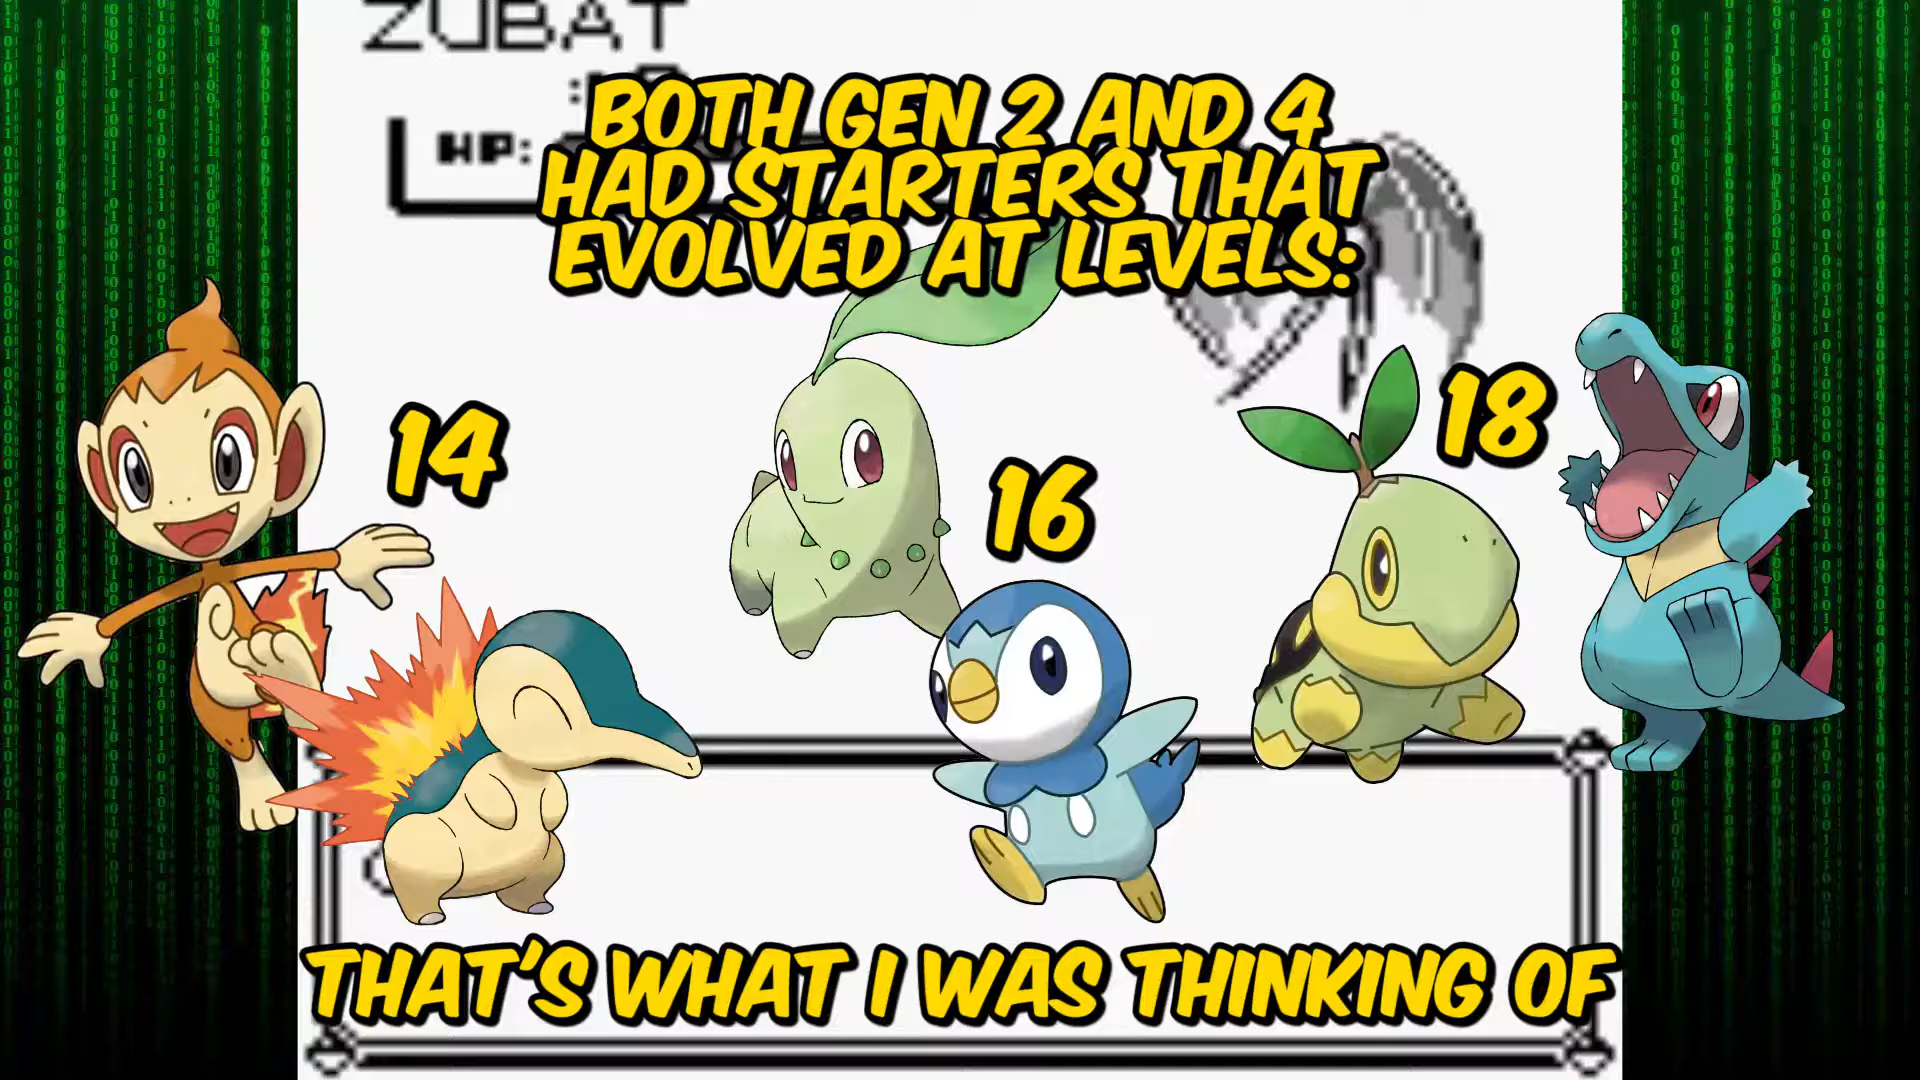 ZUBAT
HP:
BOTH GEN 2 AND 4
HAD STARTERS THAT
EVOLVED AT LEVELS:
14
16
18
THAT'S WHAT I WAS THINKING OF